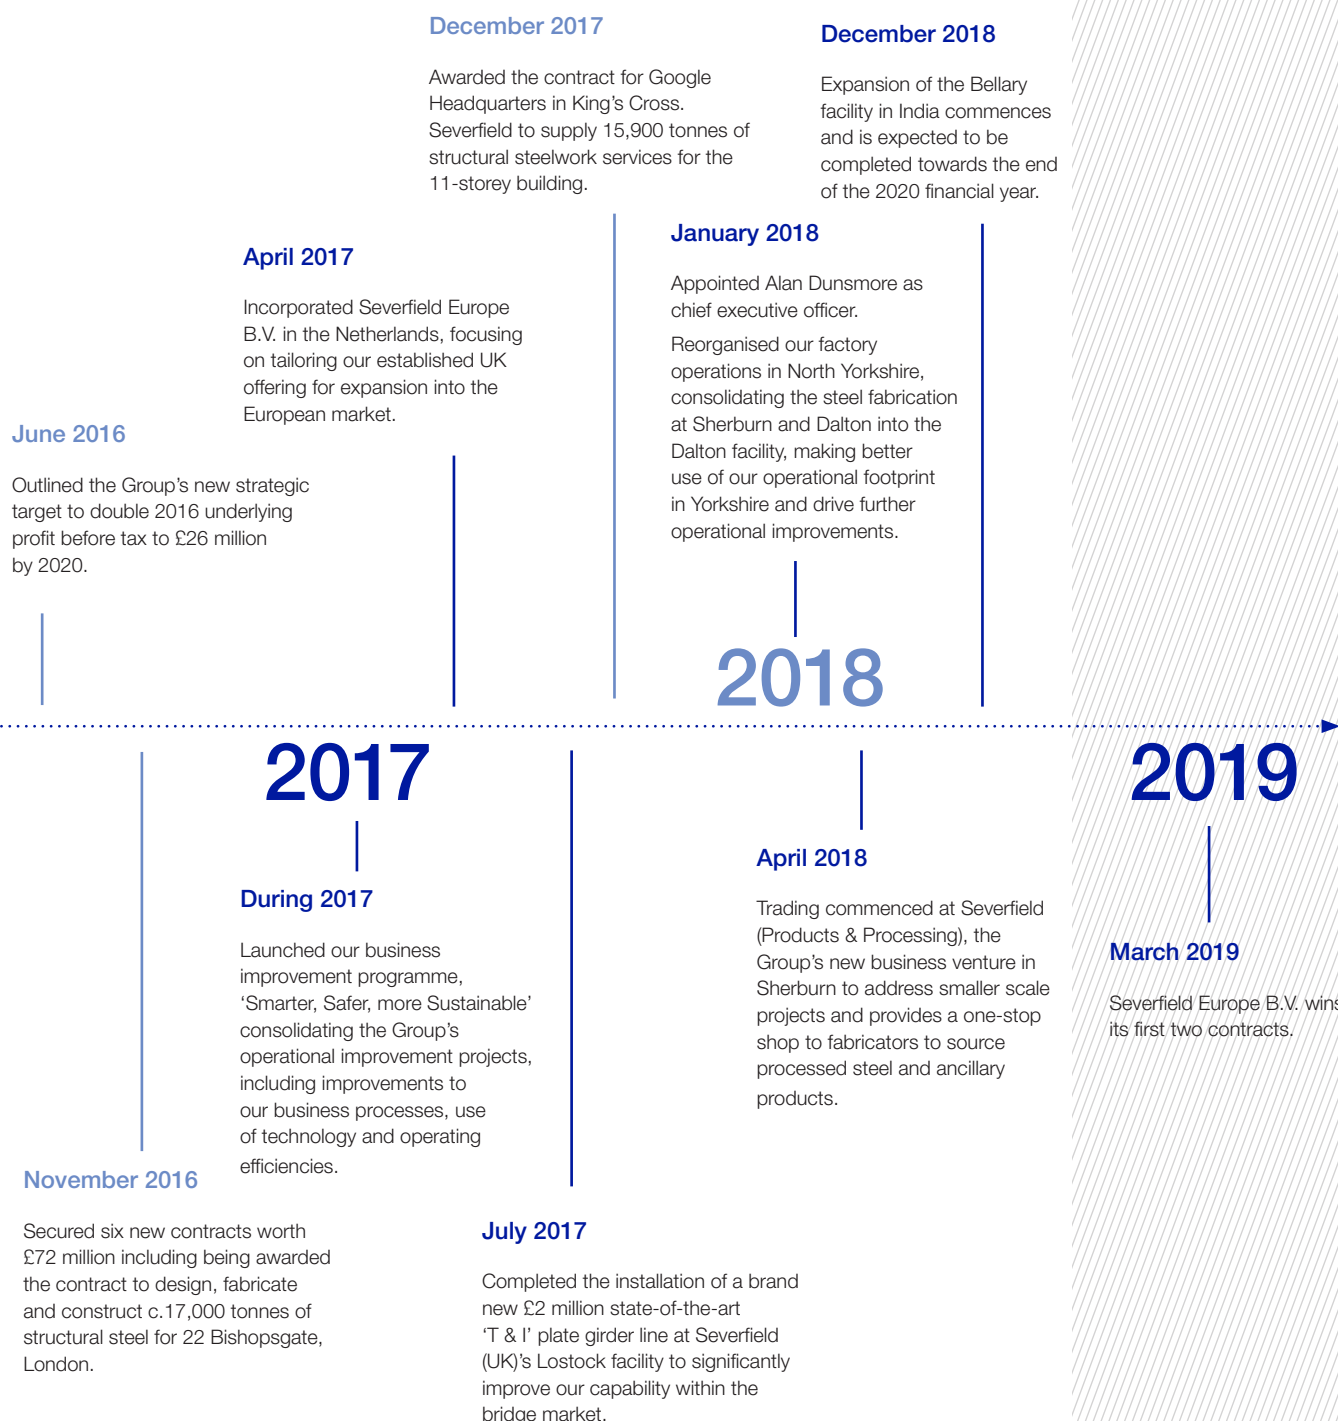 December 2017
Awarded the contract for Google
Headquarters in King's Cross.
Severfield to supply 15,900 tonnes of
structural steelwork services for the
11-storey building.
December 2018
Expansion of the Bellary
facility in India commences
and is expected to be
completed towards the end
of the 2020 financial year.
April 2017
Incorporated Severfield Europe
B.V. in the Netherlands, focusing
on tailoring our established UK
offering for expansion into the
European market.
January 2018
Appointed Alan Dunsmore as
chief executive officer.
Reorganised our factory
operations in North Yorkshire,
consolidating the steel fabrication
at Sherburn and Dalton into the
Dalton facility, making better
use of our operational footprint
in Yorkshire and drive further
operational improvements.
June 2016
Outlined the Group's new strategic
target to double 2016 underlying
profit before tax to £26 million
by 2020.
2018
2017
2019
During 2017
Launched our business
improvement programme,
‘Smarter, Safer, more Sustainable’
consolidating the Group's
operational improvement projects,
including improvements to
our business processes, use
of technology and operating
efficiencies.
April 2018
Trading commenced at Severfield
(Products & Processing), the
Group's new business venture in
Sherburn to address smaller scale
projects and provides a one-stop
shop to fabricators to source
processed steel and ancillary
products.
March 2019
Severfield Europe B.V. wins
its first two contracts.
November 2016
Secured six new contracts worth
£72 million including being awarded
the contract to design, fabricate
and construct c.17,000 tonnes of
structural steel for 22 Bishopsgate,
London.
July 2017
Completed the installation of a brand
new £2 million state-of-the-art
‘T & I’ plate girder line at Severfield
(UK)'s Lostock facility to significantly
improve our capability within the
bridge market.